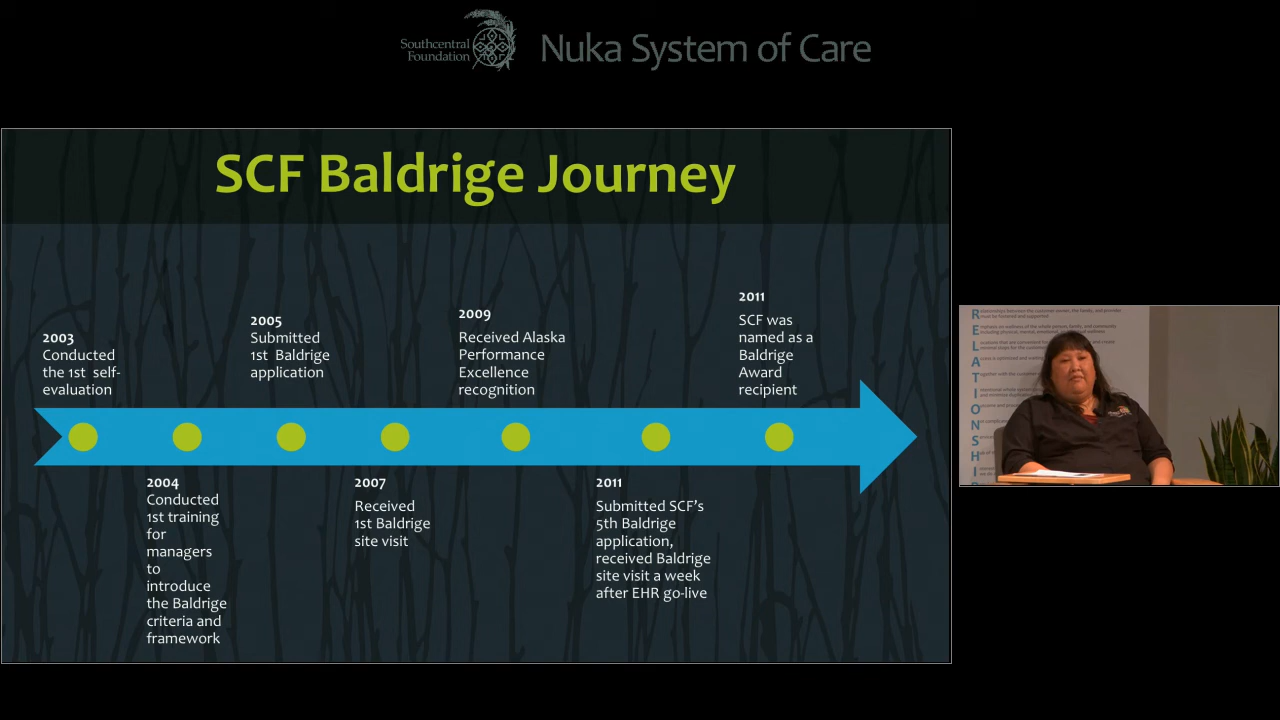 Southcentral
Foundation
Nuka System of Care
SCF Baldrige Journey
2003
Conducted
the 1st self-
evaluation
2004
Conducted
1st training
for
managers
to
introduce
the Baldrige
criteria and
framework
2005
Submitted
1st Baldrige
application
2007
Received
1st Baldrige
site visit
2009
Received Alaska
Performance
Excellence
recognition
2011
Submitted SCF's
5th Baldrige
application,
received Baldrige
site visit a week
after EHR go-live
2011
SCF was
named as a
Baldrige
Award
recipient
R
E
L
A
T
I
O
N
S
H
I